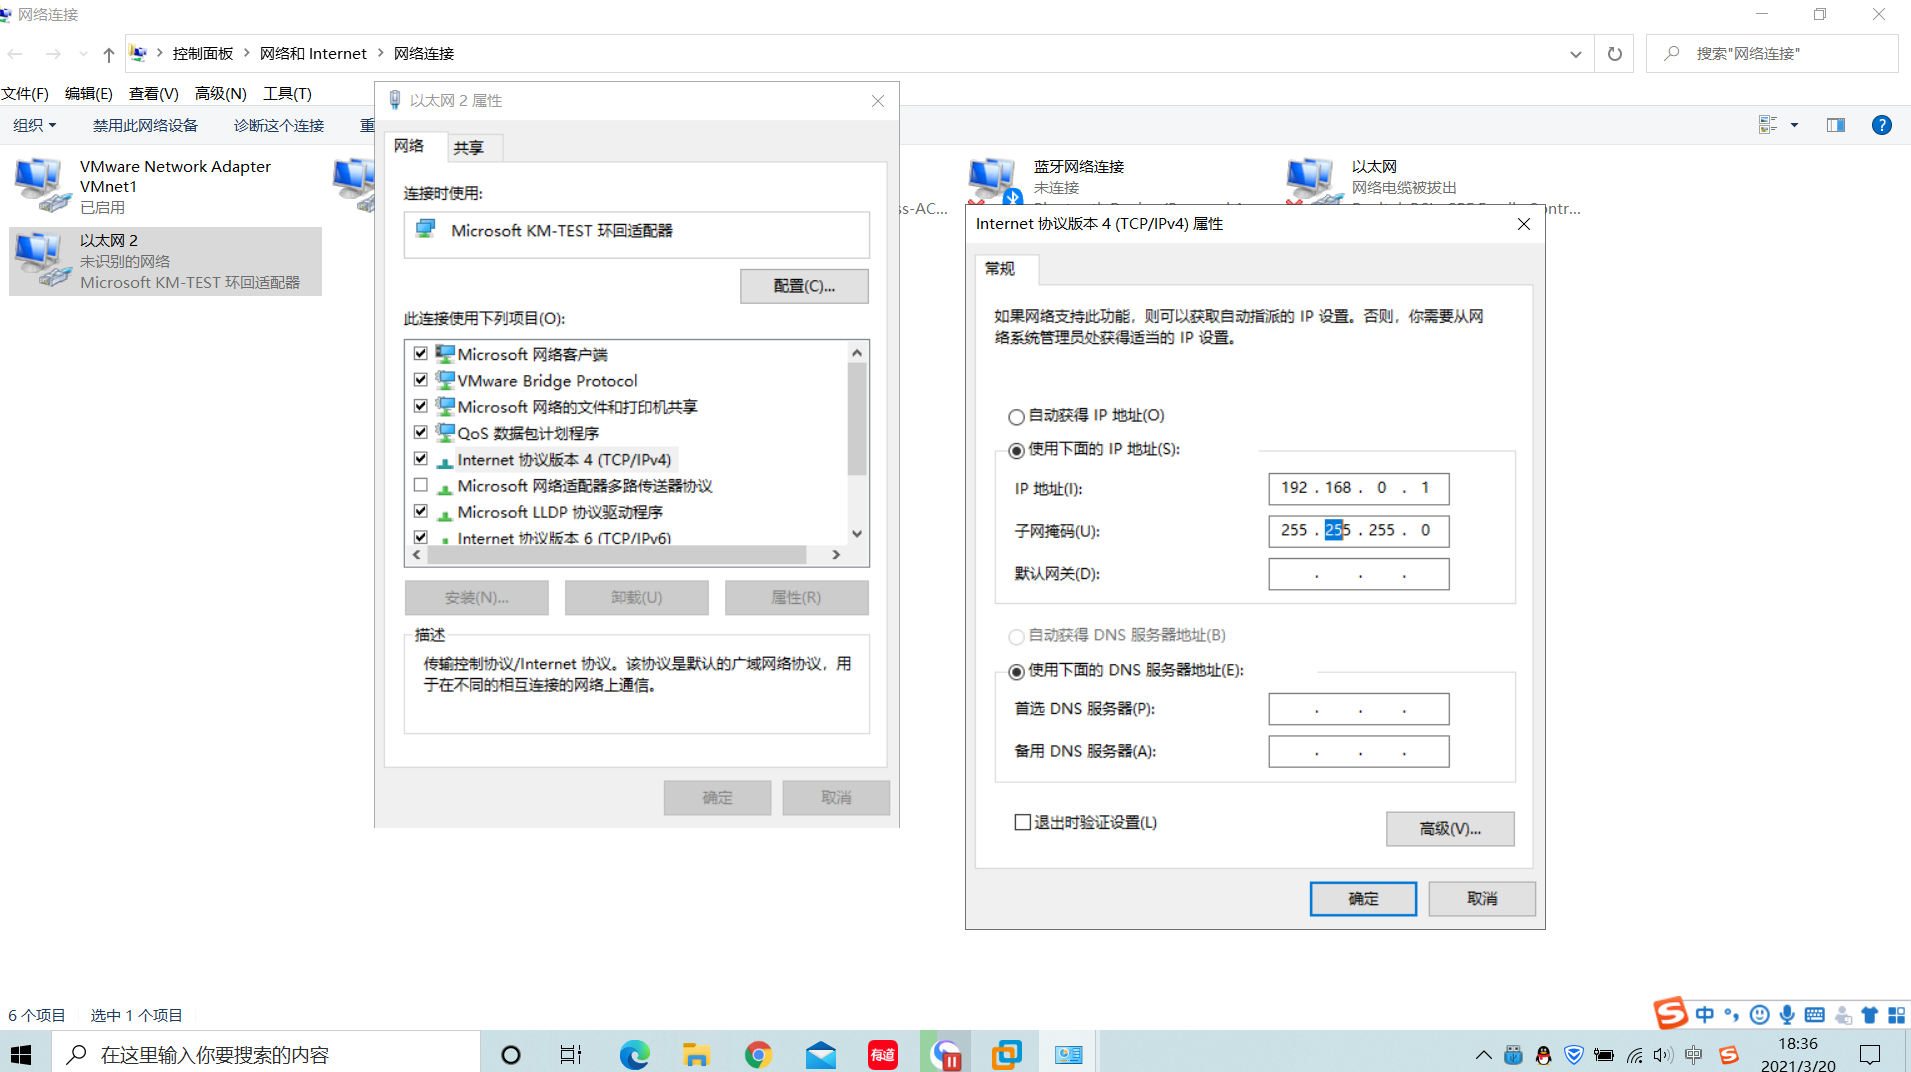 网络连接
控制面板 网络和 Internet 网络连接
搜索"网络连接"
文件(F) 编辑(E) 查看(V) 高级(N) 工具(T)
组织 禁用此网络设备 诊断这个连接 重
VMware Network Adapter
VMnet1
已启用
以太网 2
未识别的网络
Microsoft KM-TEST 环回适配器
ss-AC...
蓝牙网络连接
未连接
以太网
网络电缆被拔出
以太网 2 属性
网络 共享
连接时使用:
Microsoft KM-TEST 环回适配器
配置(C)...
此连接使用下列项目(O):
Microsoft 网络客户端
VMware Bridge Protocol
Microsoft 网络的文件和打印机共享
QoS 数据包计划程序
Internet 协议版本 4 (TCP/IPv4)
Microsoft 网络适配器多路传送器协议
Microsoft LLDP 协议驱动程序
Internet 协议版本 6 (TCP/IPv6)
安装(N)... 卸载(U) 属性(R)
描述
传输控制协议/Internet 协议。该协议是默认的广域网络协议，用
于在不同的相互连接的网络上通信。
确定 取消
Internet 协议版本 4 (TCP/IPv4) 属性
常规
如果网络支持此功能，则可以获取自动指派的 IP 设置。否则，你需要从网
络系统管理员处获得适当的 IP 设置。
自动获得 IP 地址(O)
使用下面的 IP 地址(S):
IP 地址(I): 192 . 168 . 0 . 1
子网掩码(U): 255 . 255 . 255 . 0
默认网关(D): . . .
自动获得 DNS 服务器地址(B)
使用下面的 DNS 服务器地址(E):
首选 DNS 服务器(P): . . .
备用 DNS 服务器(A): . . .
退出时验证设置(L)
高级(V)...
确定 取消
6 个项目 选中 1 个项目
S 中
在这里输入你要搜索的内容
有道
中 S
18:36
2021/3/20